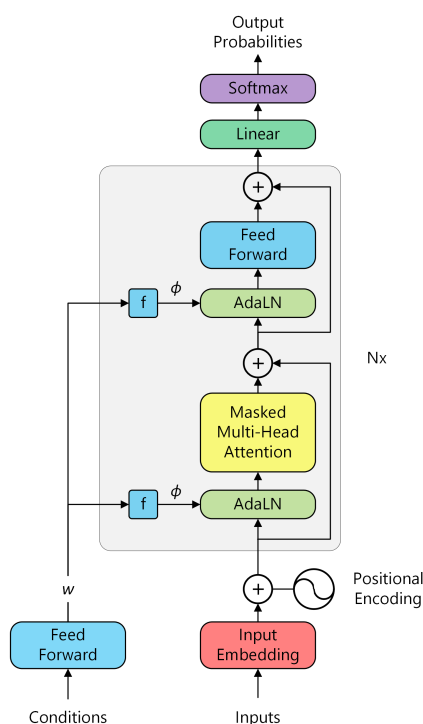 Output
Probabilities
Softmax
Linear
Feed
Forward
f
ϕ
AdaLN
Nx
Masked
Multi-Head
Attention
f
ϕ
AdaLN
w
Positional
Encoding
Feed
Forward
Input
Embedding
Conditions
Inputs